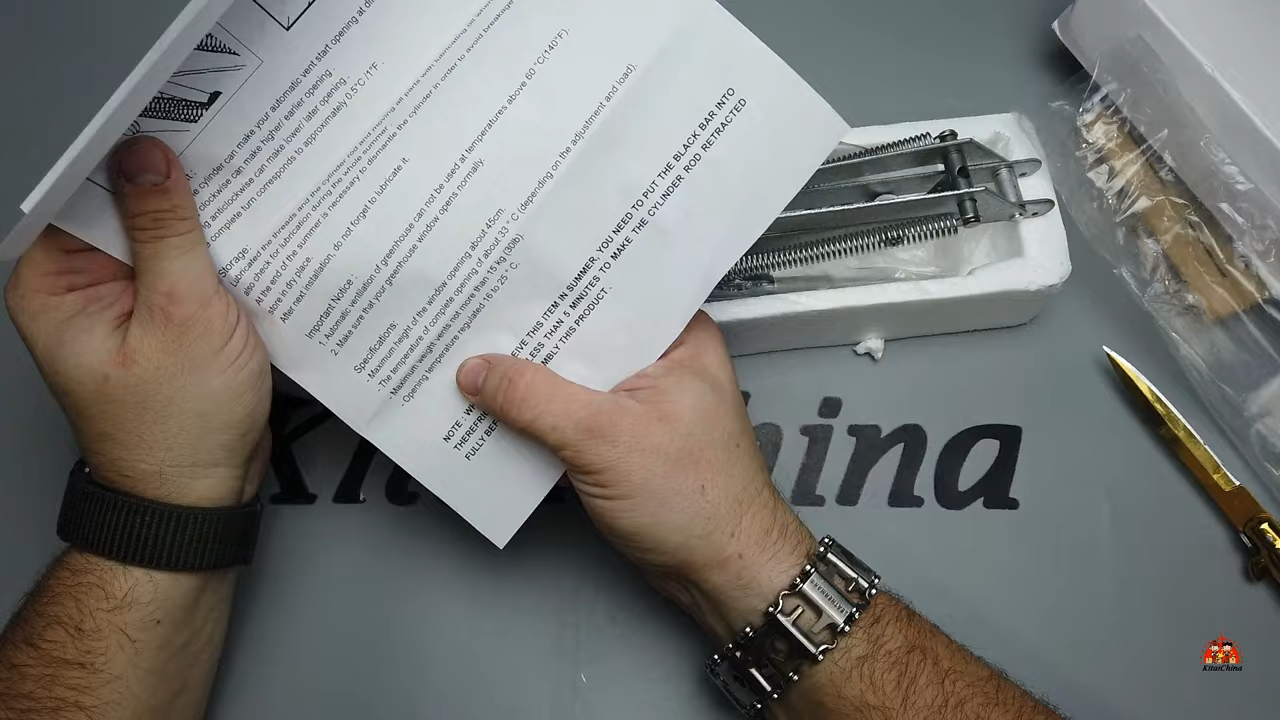 cylinder can make your automatic vent start opening at
clockwise can make higher/ earlier opening .
anticlockwise can make lower/ later opening .
complete turn corresponds to approximately 0.5°C /1°F .
Storage:
Lubricated the threads and the cylinder rod and moving all parts with lubricating oil
also check for lubrication during the whole summer.
At the end of the summer is necessary to dismantle the cylinder in order to avoid breakage
store in dry place.
After next installation, do not forget to lubricate it.
Important Notice :
1. Automatic ventilation of greenhouse can not be used at temperatures above 60 °C(140°F).
2. Make sure that your greenhouse window opens normally.
Specifications:
- Maximum height of the window opening about 45cm.
-The temperature of complete opening of about 33 °C (depending on the adjustment and load).
- Maximum weight vents not more than 15 kg (30lb)
- Opening temperature regulated 16 to 25 ° C.
NOTE : THIS ITEM IN SUMMER, YOU NEED TO PUT THE BLACK BAR INTO
LESS THAN 5 MINUTES TO MAKE THE CYLINDER ROD RETRACTED
FULLY THIS PRODUCT .
china
LEATHERMAN
KitaiChina